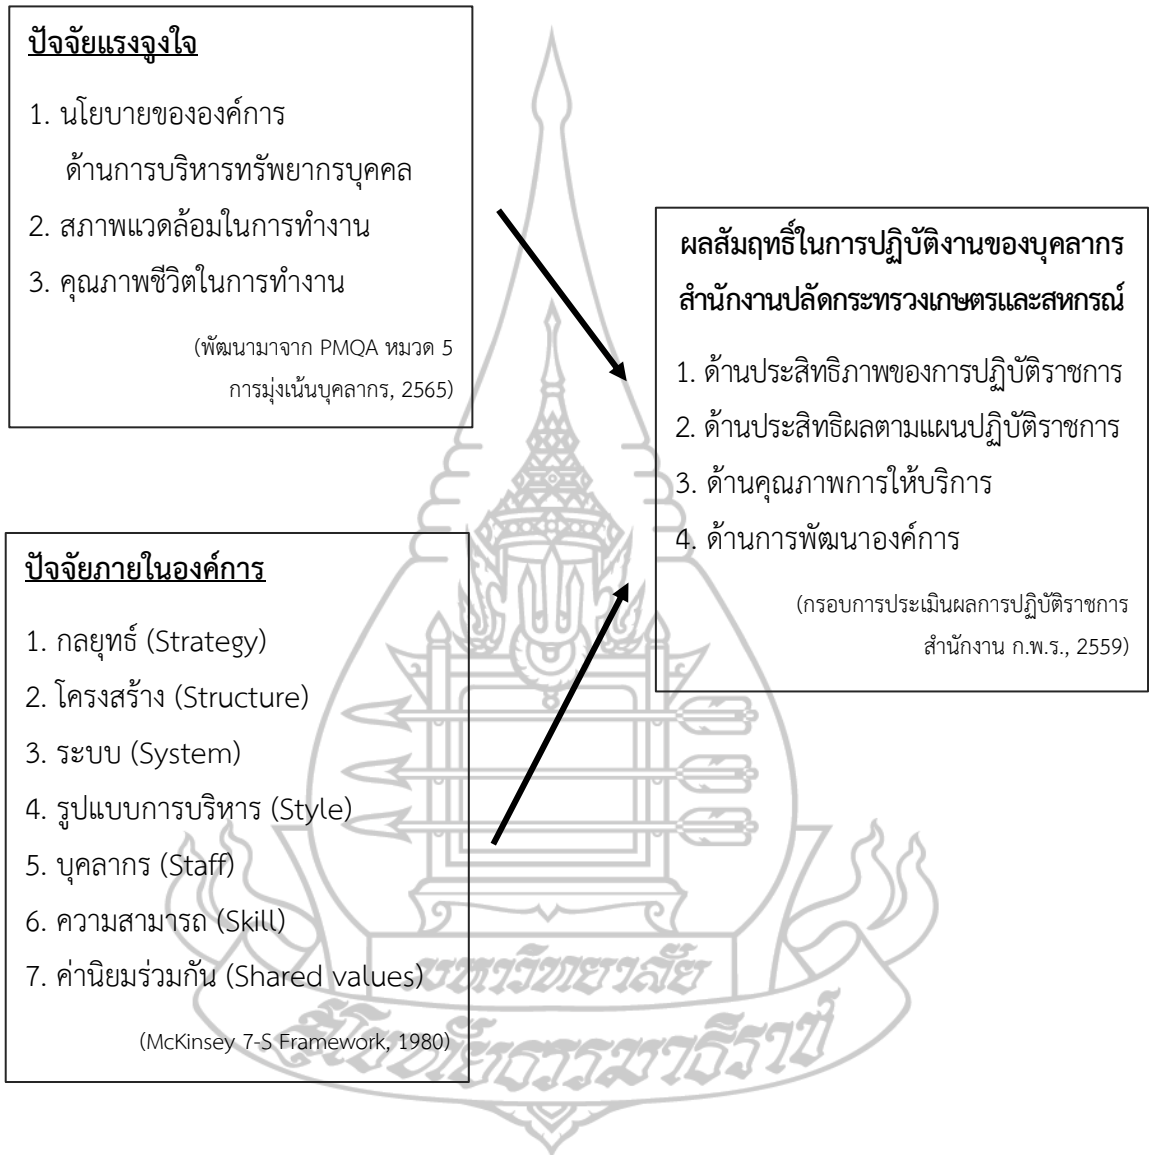 ปัจจัยแรงจูงใจ
1. นโยบายขององค์การ
ด้านการบริหารทรัพยากรบุคคล
2. สภาพแวดล้อมในการทำงาน
3. คุณภาพชีวิตในการทำงาน
(พัฒนามาจาก PMQA หมวด 5
การมุ่งเน้นบุคลากร, 2565)
ปัจจัยภายในองค์การ
1. กลยุทธ์ (Strategy)
2. โครงสร้าง (Structure)
3. ระบบ (System)
4. รูปแบบการบริหาร (Style)
5. บุคลากร (Staff)
6. ความสามารถ (Skill)
7. ค่านิยมร่วมกัน (Shared values)
(McKinsey 7-S Framework, 1980)
ผลสัมฤทธิ์ในการปฏิบัติงานของบุคลากร
สำนักงานปลัดกระทรวงเกษตรและสหกรณ์
1. ด้านประสิทธิภาพของการปฏิบัติราชการ
2. ด้านประสิทธิผลตามแผนปฏิบัติราชการ
3. ด้านคุณภาพการให้บริการ
4. ด้านการพัฒนาองค์การ
(กรอบการประเมินผลการปฏิบัติราชการ
สำนักงาน ก.พ.ร., 2559)
มหาวิทยาลัย
สุโขทัยธรรมาธิราช